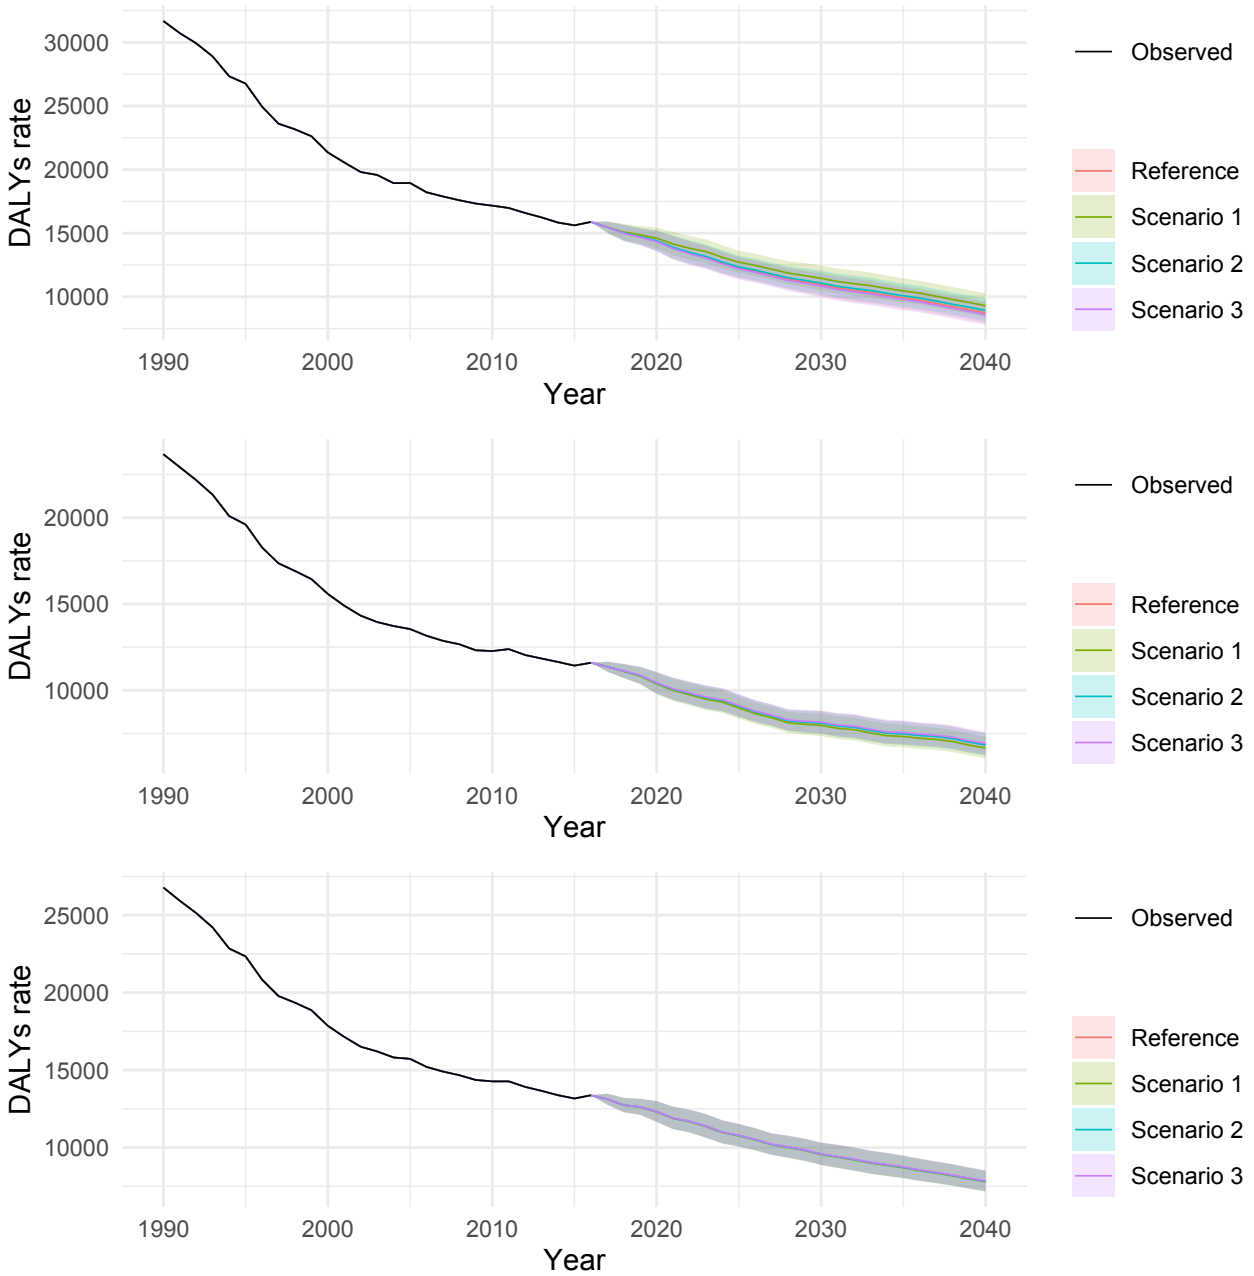 30000
25000
20000
15000
10000
DALYs rate
1990 2000 2010 2020 2030 2040
Year
Observed
Reference
Scenario 1
Scenario 2
Scenario 3
20000
15000
10000
DALYs rate
1990 2000 2010 2020 2030 2040
Year
Observed
Reference
Scenario 1
Scenario 2
Scenario 3
25000
20000
15000
10000
DALYs rate
1990 2000 2010 2020 2030 2040
Year
Observed
Reference
Scenario 1
Scenario 2
Scenario 3